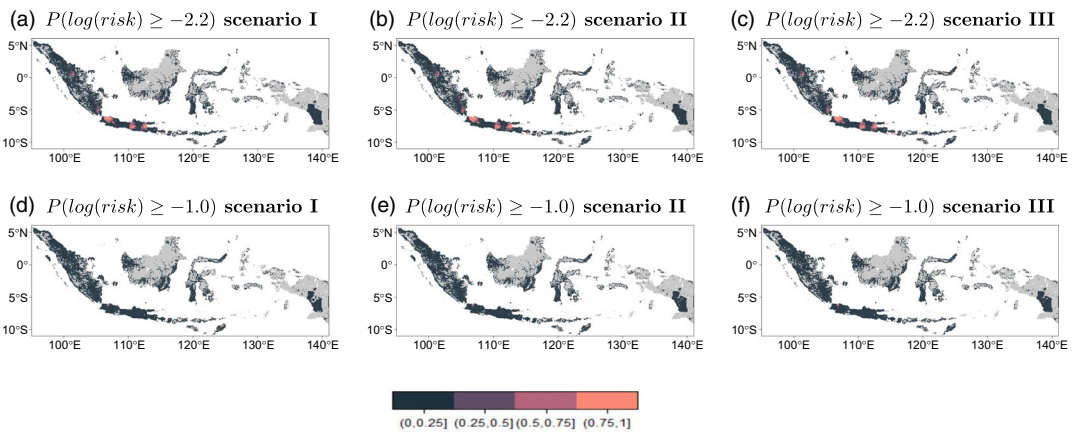 (a) P(log(risk) ≥ −2.2) scenario I
(b) P(log(risk) ≥ −2.2) scenario II
(c) P(log(risk) ≥ −2.2) scenario III
5°N
0°
5°S
10°S
100°E 110°E 120°E 130°E 140°E
5°N
0°
5°S
10°S
100°E 110°E 120°E 130°E 140°E
5°N
0°
5°S
10°S
100°E 110°E 120°E 130°E 140°E
(d) P(log(risk) ≥ −1.0) scenario I
(e) P(log(risk) ≥ −1.0) scenario II
(f) P(log(risk) ≥ −1.0) scenario III
5°N
0°
5°S
10°S
100°E 110°E 120°E 130°E 140°E
5°N
0°
5°S
10°S
100°E 110°E 120°E 130°E 140°E
5°N
0°
5°S
10°S
100°E 110°E 120°E 130°E 140°E
(0,0.25] (0.25,0.5] (0.5,0.75] (0.75,1]